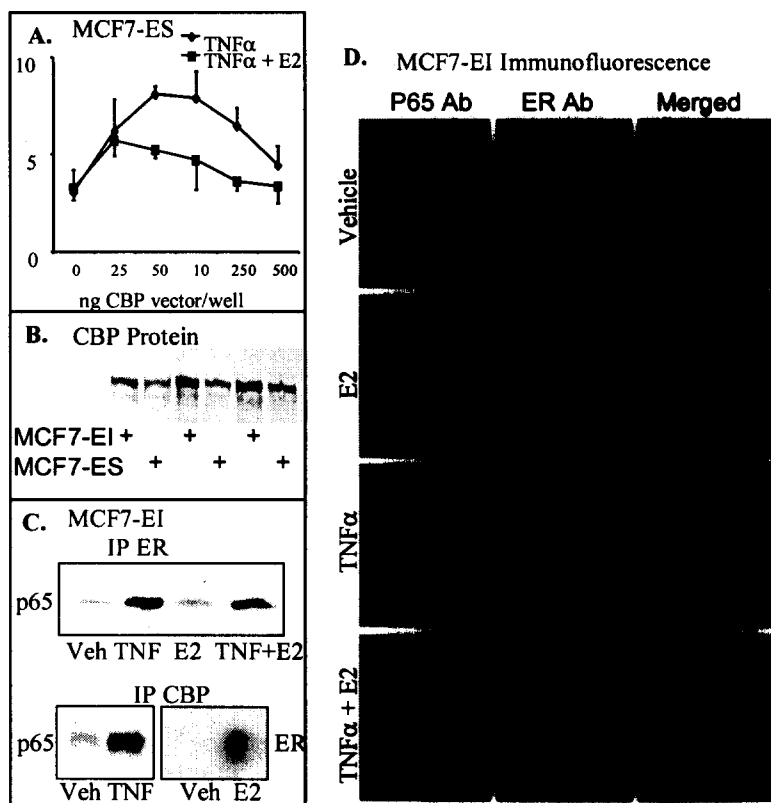 A. MCF7-ES
TNFα
TNFα + E2
10
5
0
0 25 50 10 250 500
ng CBP vector/well
B. CBP Protein
MCF7-EI + + +
MCF7-ES + + +
C. MCF7-EI
IP ER
p65
Veh TNF E2 TNF+E2
IP CBP
p65 ER
Veh TNF Veh E2
D. MCF7-EI Immunofluorescence
P65 Ab ER Ab Merged
Vehicle
E2
TNFα
TNFα + E2